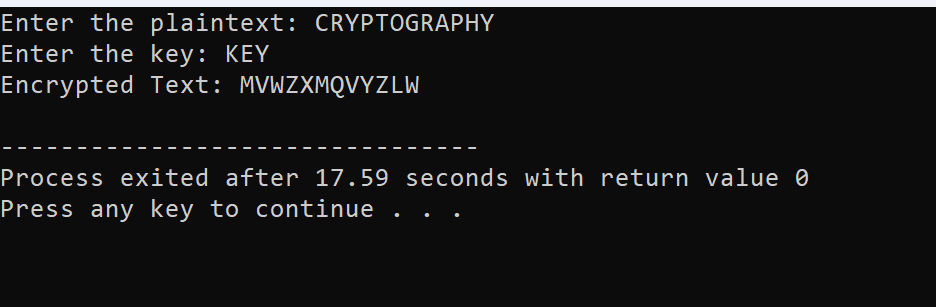 Enter the plaintext: CRYPTOGRAPHY
Enter the key: KEY
Encrypted Text: MVWZXMQVYZLW
--------------------------------
Process exited after 17.59 seconds with return value 0
Press any key to continue . . .